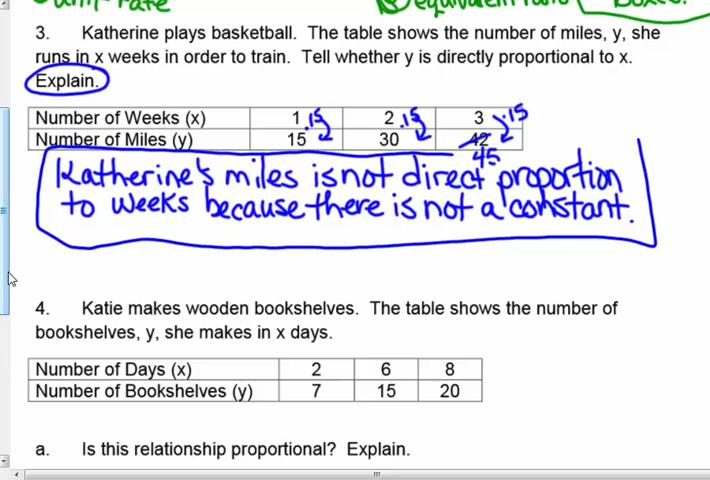 equivalent ratio
3. Katherine plays basketball. The table shows the number of miles, y, she
runs in x weeks in order to train. Tell whether y is directly proportional to x.
Explain.
Number of Weeks (x) 1 2 3
·15 ·15 ·15
Number of Miles (y) 15 30 42
45
Katherine's miles is not direct proportion
to weeks because there is not a constant.
4. Katie makes wooden bookshelves. The table shows the number of
bookshelves, y, she makes in x days.
Number of Days (x) 2 6 8
Number of Bookshelves (y) 7 15 20
a. Is this relationship proportional? Explain.